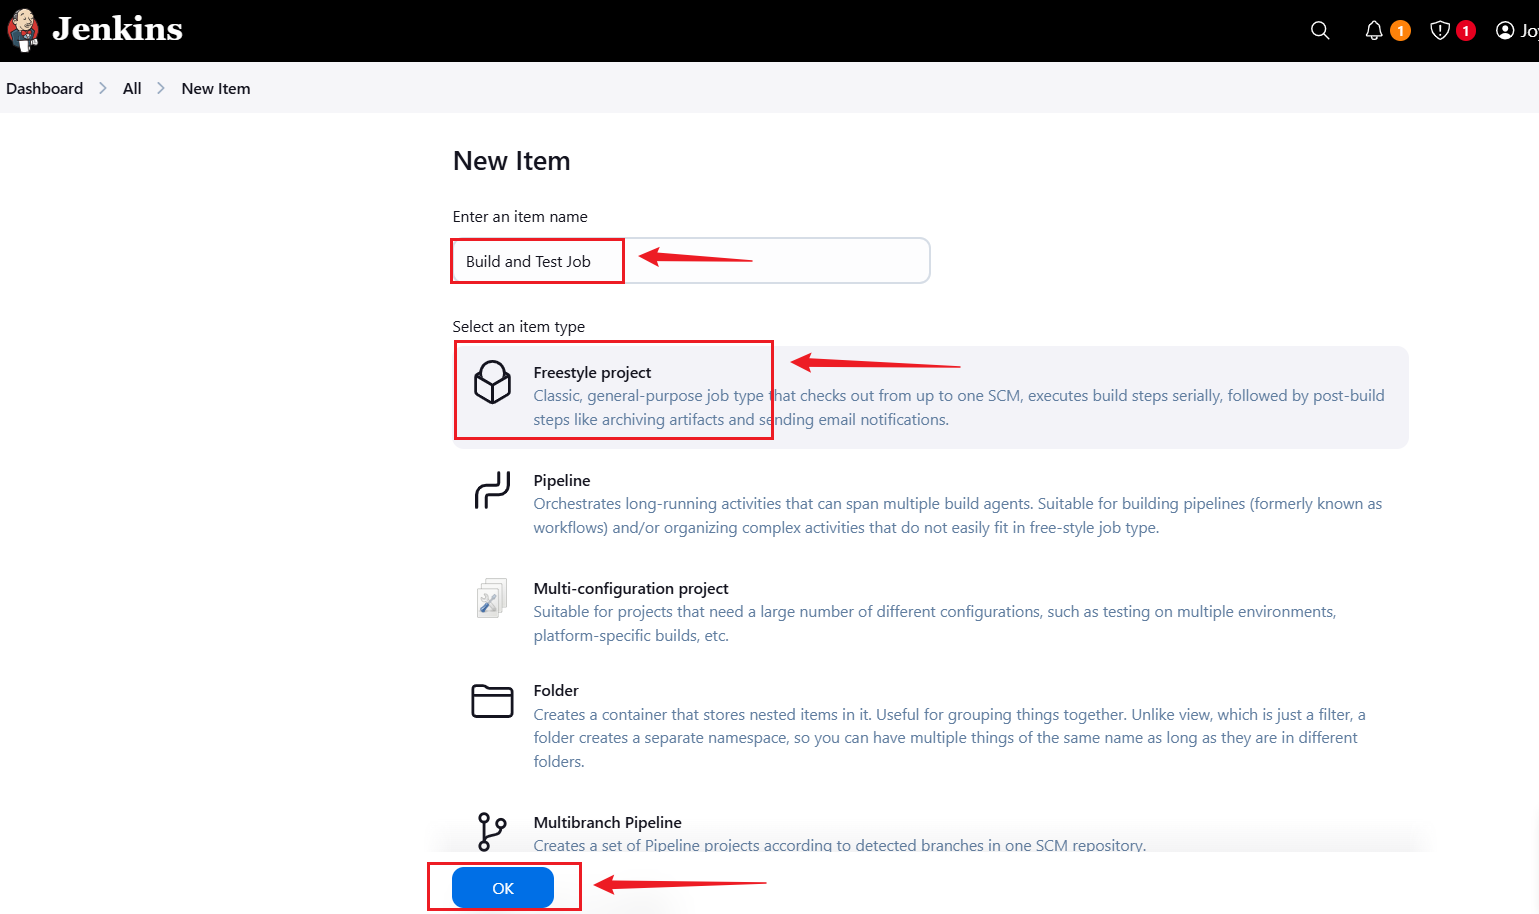 Jenkins
1
1
Dashboard > All > New Item
New Item
Enter an item name
Build and Test Job
Select an item type
Freestyle project
Classic, general-purpose job type that checks out from up to one SCM, executes build steps serially, followed by post-build
steps like archiving artifacts and sending email notifications.
Pipeline
Orchestrates long-running activities that can span multiple build agents. Suitable for building pipelines (formerly known as
workflows) and/or organizing complex activities that do not easily fit in free-style job type.
Multi-configuration project
Suitable for projects that need a large number of different configurations, such as testing on multiple environments,
platform-specific builds, etc.
Folder
Creates a container that stores nested items in it. Useful for grouping things together. Unlike view, which is just a filter, a
folder creates a separate namespace, so you can have multiple things of the same name as long as they are in different
folders.
Multibranch Pipeline
Creates a set of Pipeline projects according to detected branches in one SCM repository.
OK